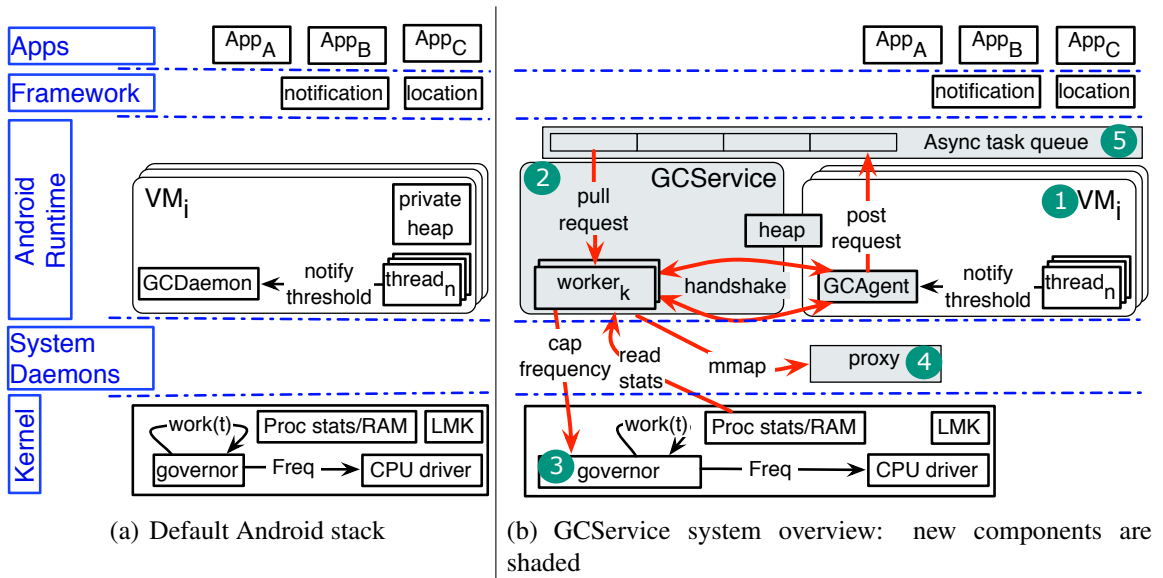 Apps
App_A
App_B
App_C
Framework
notification
location
Android
Runtime
VM_i
private
heap
GCDaemon
notify
threshold
thread_n
System
Daemons
Kernel
work(t)
Proc stats/RAM
LMK
governor
Freq
CPU driver
(a) Default Android stack
App_A
App_B
App_C
notification
location
Async task queue
5
2
GCService
pull
request
post
request
1
VM_i
heap
worker_k
handshake
GCAgent
notify
threshold
thread_n
cap
frequency
read
stats
mmap
proxy
4
work(t)
Proc stats/RAM
LMK
3
governor
Freq
CPU driver
(b) GCService system overview: new components are
shaded